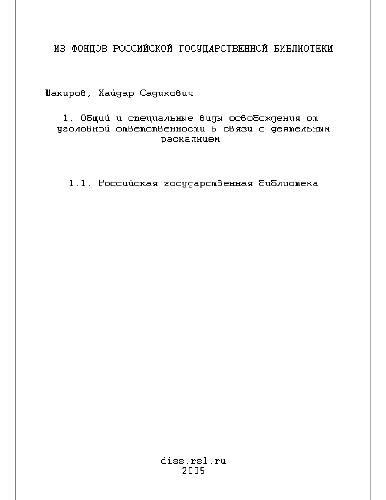 ИЗ ФОНДОВ РОССИЙСКОЙ ГОСУДАРСТВЕННОЙ БИБЛИОТЕКИ
Шакиров, Хайдар Садикович
1. Общий и специальные виды освобождения от
уголовной ответственности в связи с деятельным
раскаянием
1.1. Российская государственная библиотека
diss.rsl.ru
2005